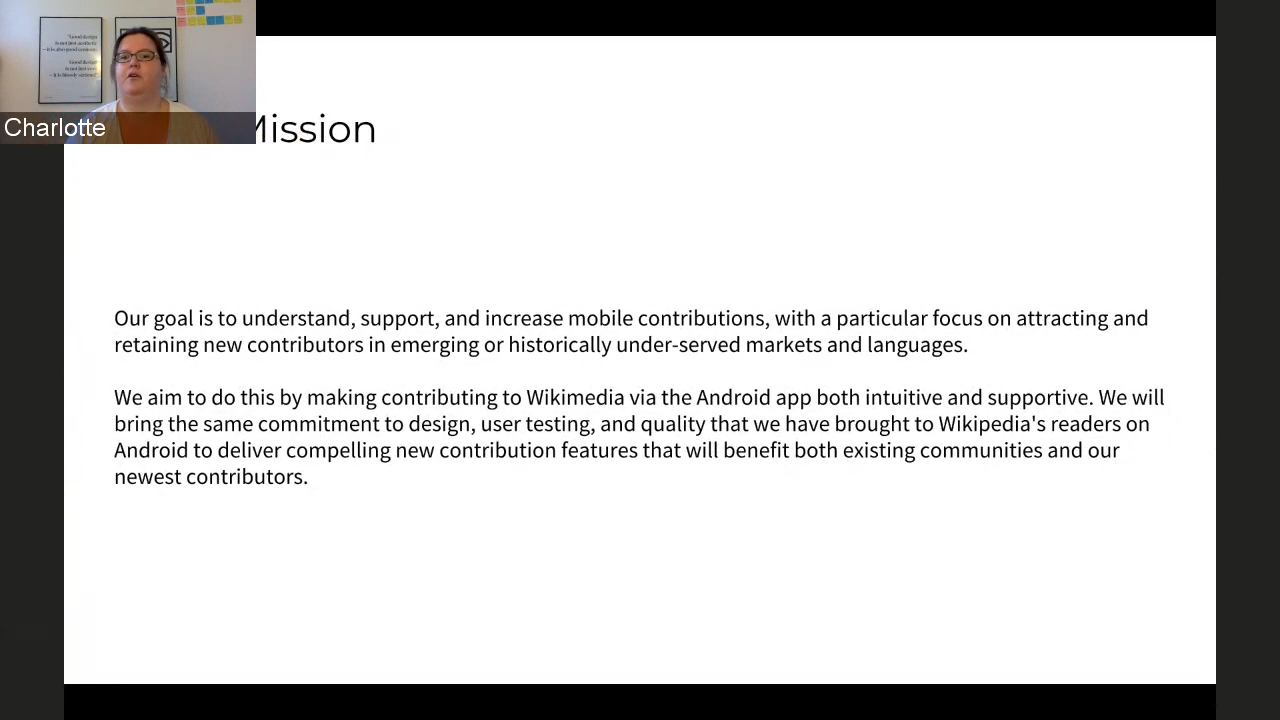 Charlotte
Mission
Our goal is to understand, support, and increase mobile contributions, with a particular focus on attracting and
retaining new contributors in emerging or historically under-served markets and languages.
We aim to do this by making contributing to Wikimedia via the Android app both intuitive and supportive. We will
bring the same commitment to design, user testing, and quality that we have brought to Wikipedia's readers on
Android to deliver compelling new contribution features that will benefit both existing communities and our
newest contributors.